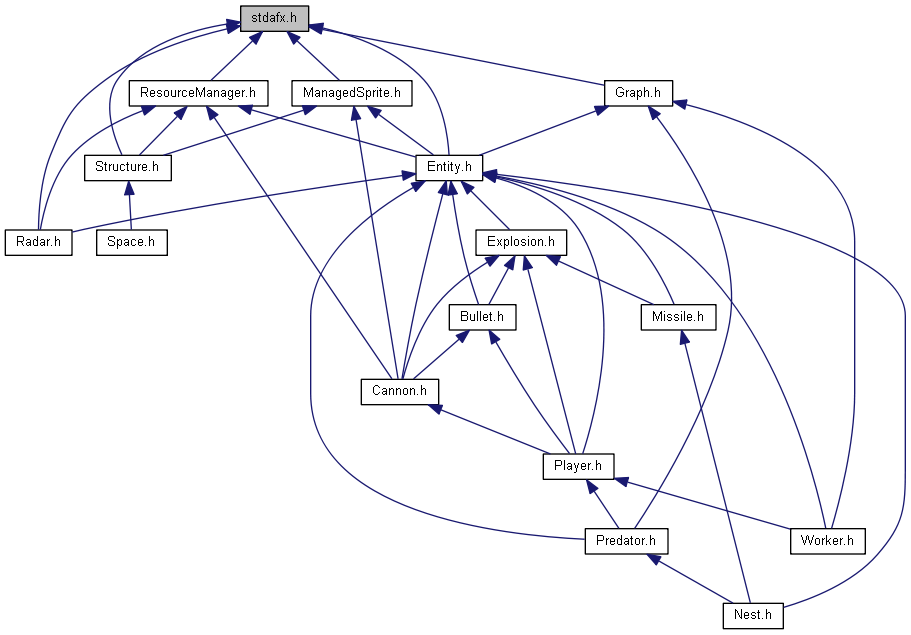 stdafx.h
ResourceManager.h
ManagedSprite.h
Graph.h
Structure.h
Entity.h
Radar.h
Space.h
Explosion.h
Bullet.h
Missile.h
Cannon.h
Player.h
Predator.h
Worker.h
Nest.h